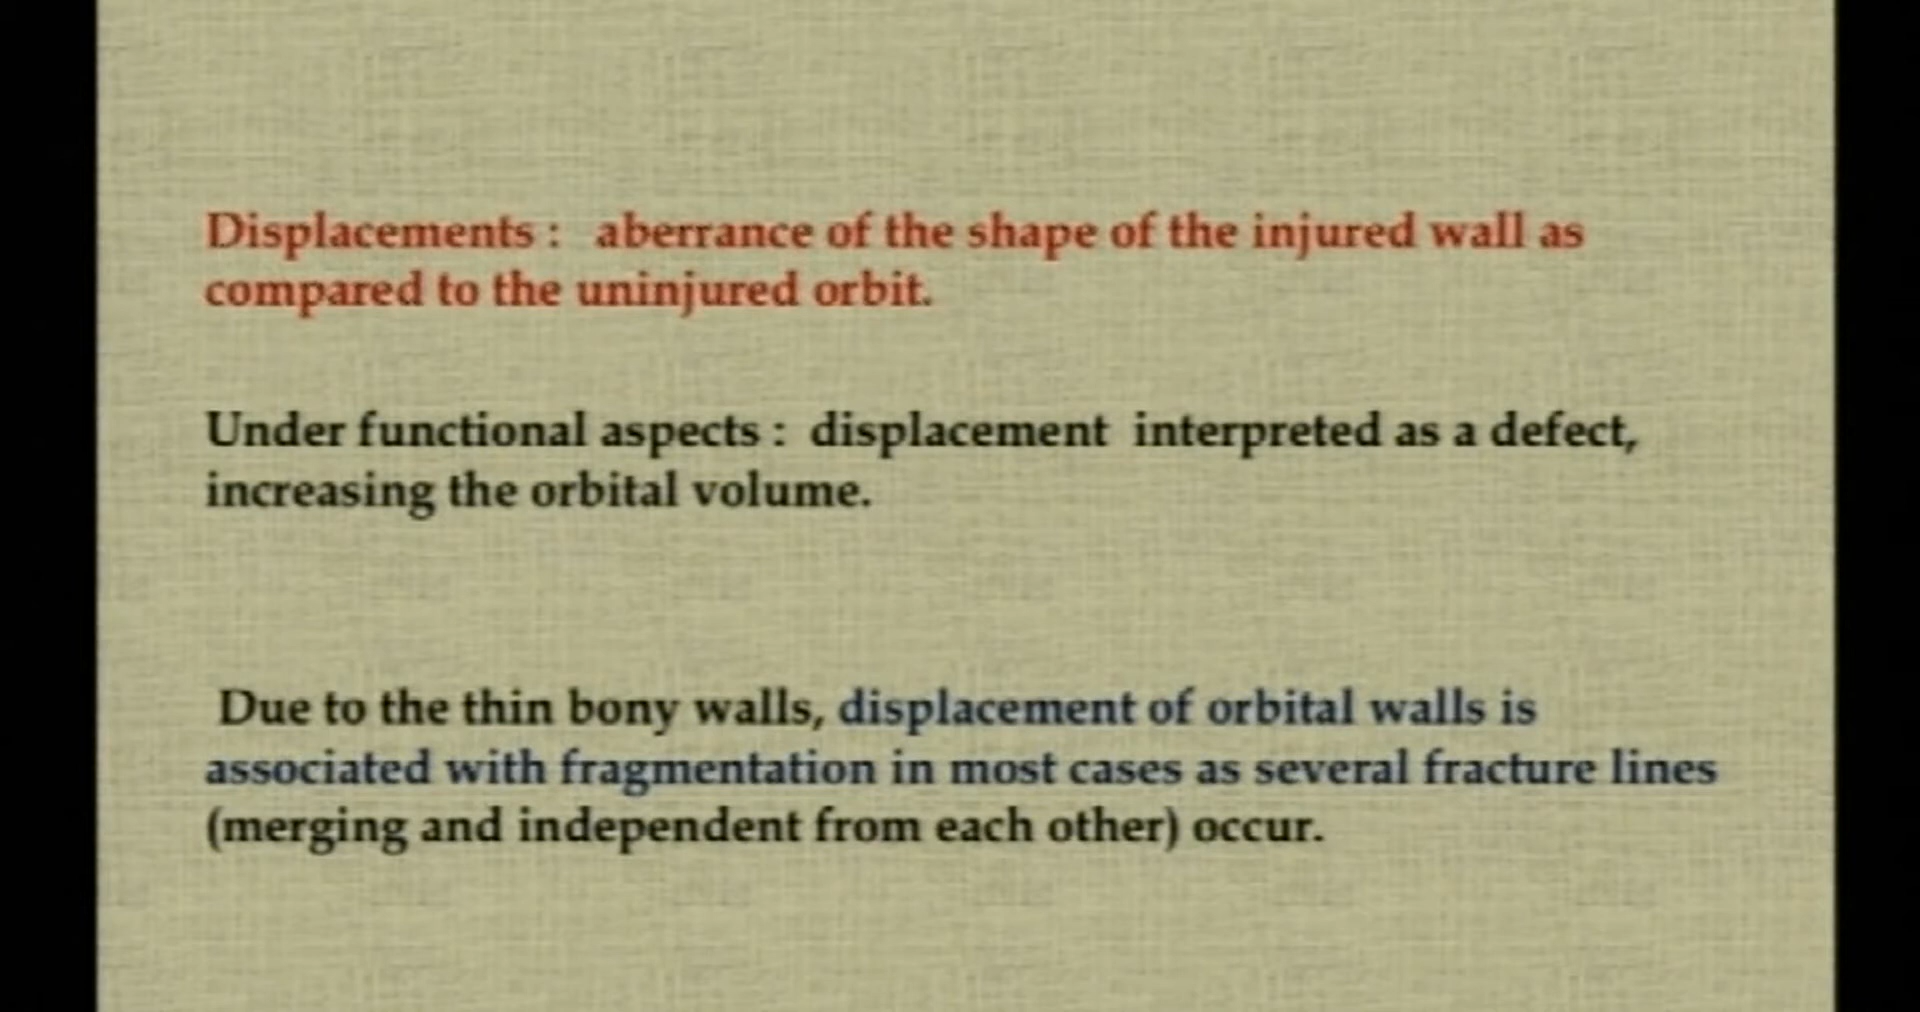 Displacements : aberrance of the shape of the injured wall as
compared to the uninjured orbit.
Under functional aspects : displacement interpreted as a defect,
increasing the orbital volume.
Due to the thin bony walls, displacement of orbital walls is
associated with fragmentation in most cases as several fracture lines
(merging and independent from each other) occur.